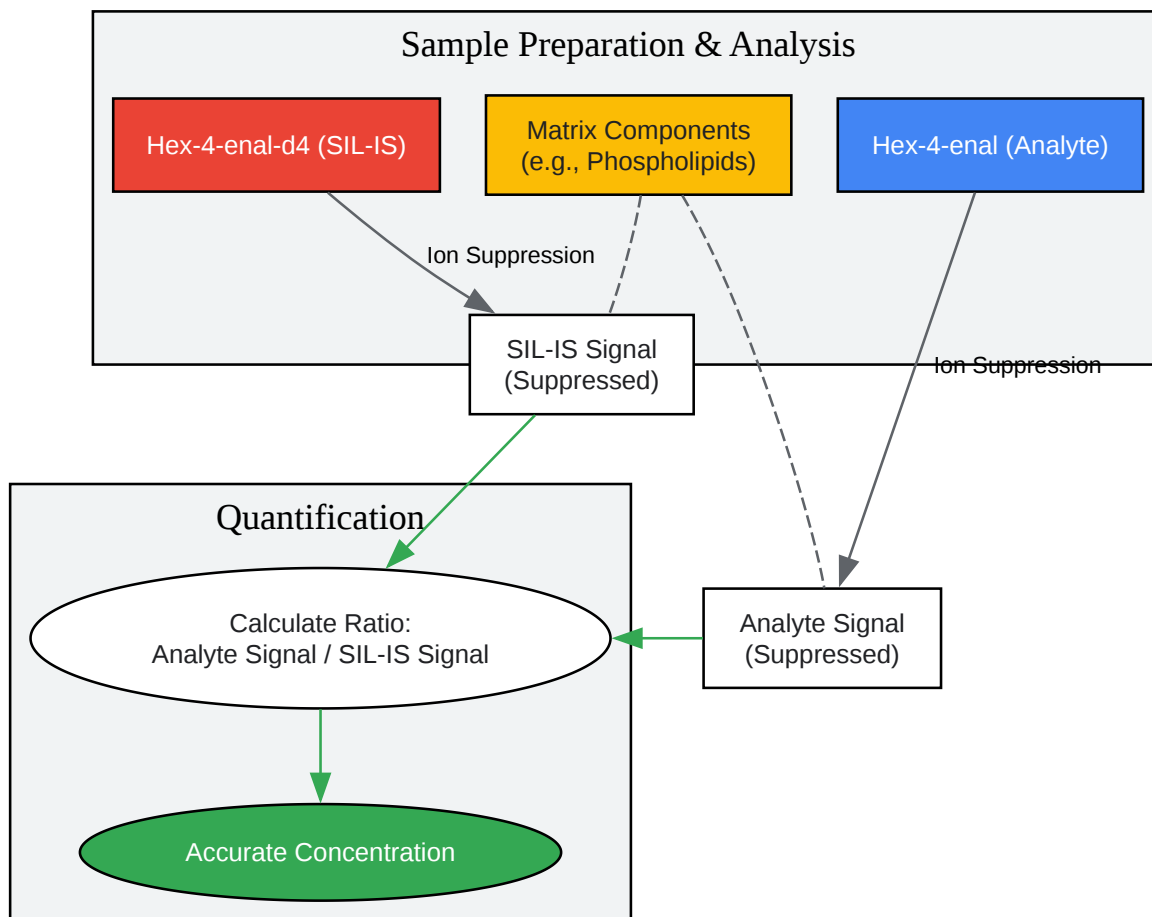 Sample Preparation & Analysis
Hex-4-enal-d4 (SIL-IS)
Matrix Components
(e.g., Phospholipids)
Hex-4-enal (Analyte)
Ion Suppression
SIL-IS Signal
(Suppressed)
Ion Suppression
Quantification
Calculate Ratio:
Analyte Signal / SIL-IS Signal
Analyte Signal
(Suppressed)
Accurate Concentration